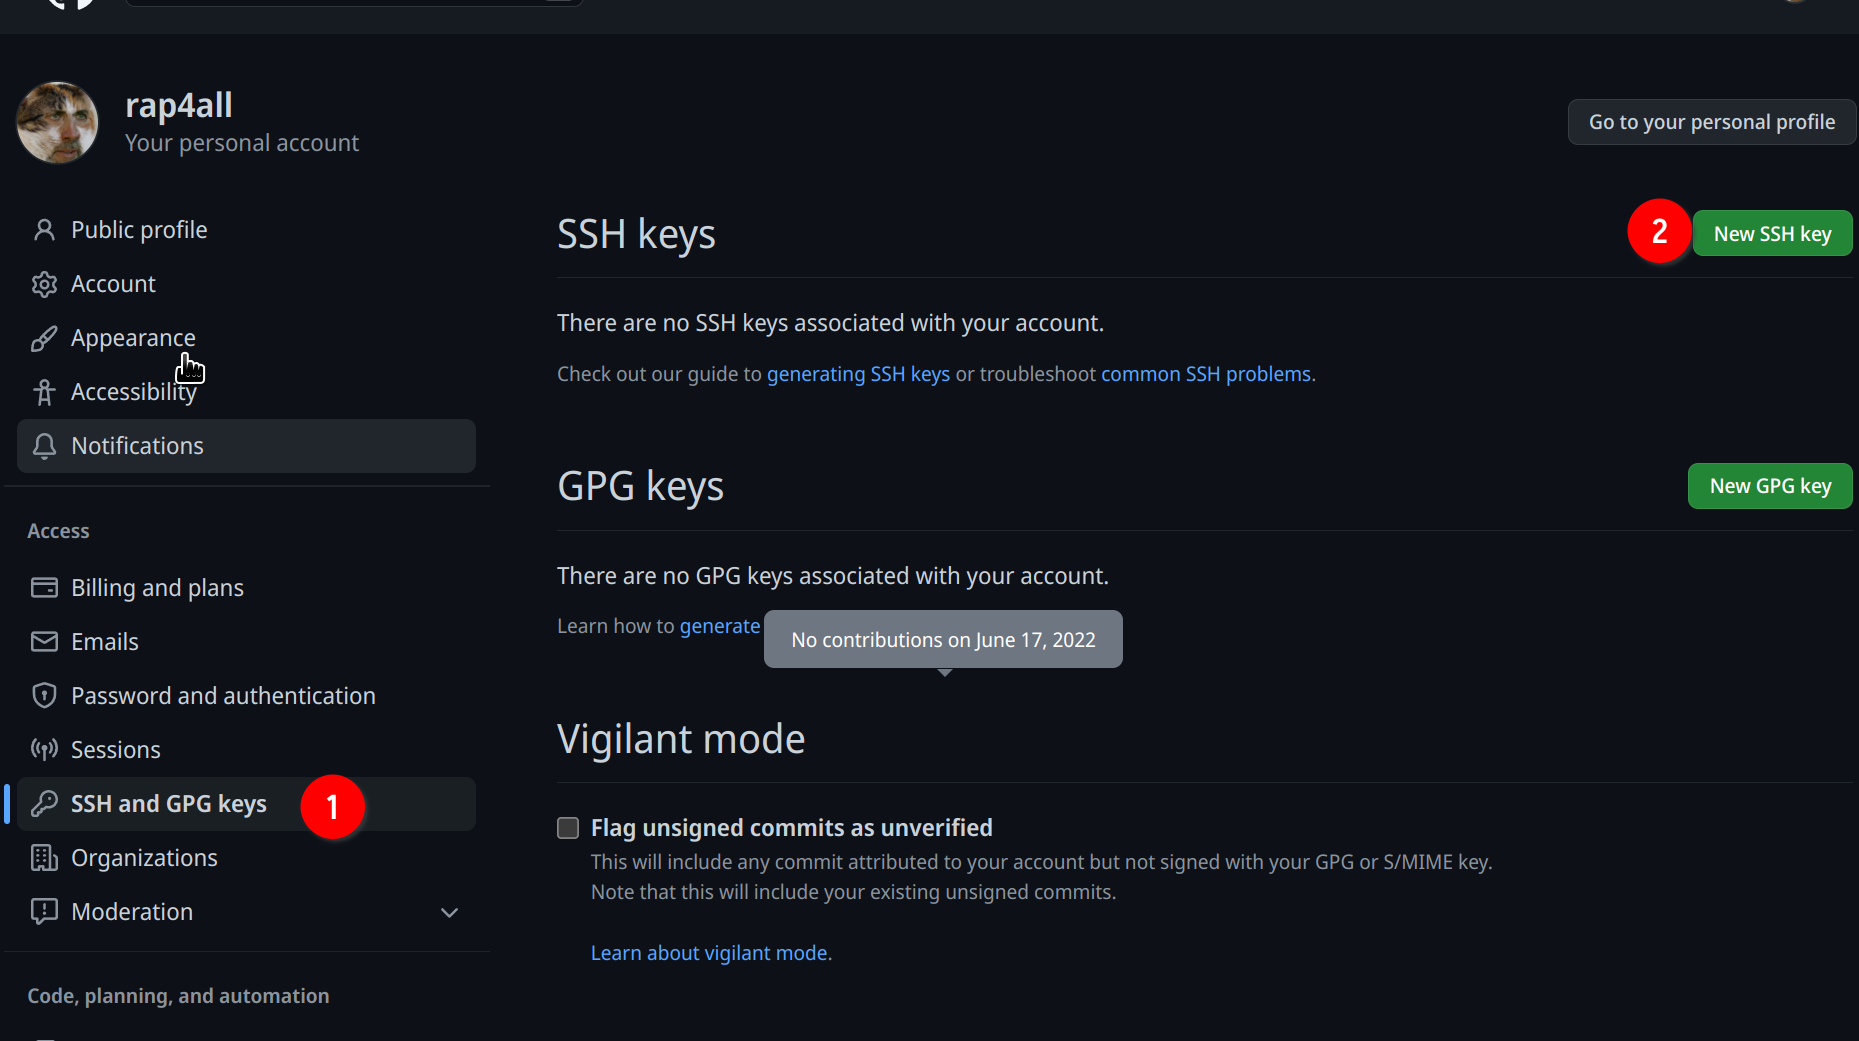 rap4all
Your personal account
Go to your personal profile
Public profile
Account
Appearance
Accessibility
Notifications
Access
Billing and plans
Emails
Password and authentication
Sessions
SSH and GPG keys
1
Organizations
Moderation
Code, planning, and automation
SSH keys
2
New SSH key
There are no SSH keys associated with your account.
Check out our guide to generating SSH keys or troubleshoot common SSH problems.
GPG keys
New GPG key
There are no GPG keys associated with your account.
Learn how to generate
No contributions on June 17, 2022
Vigilant mode
Flag unsigned commits as unverified
This will include any commit attributed to your account but not signed with your GPG or S/MIME key.
Note that this will include your existing unsigned commits.
Learn about vigilant mode.